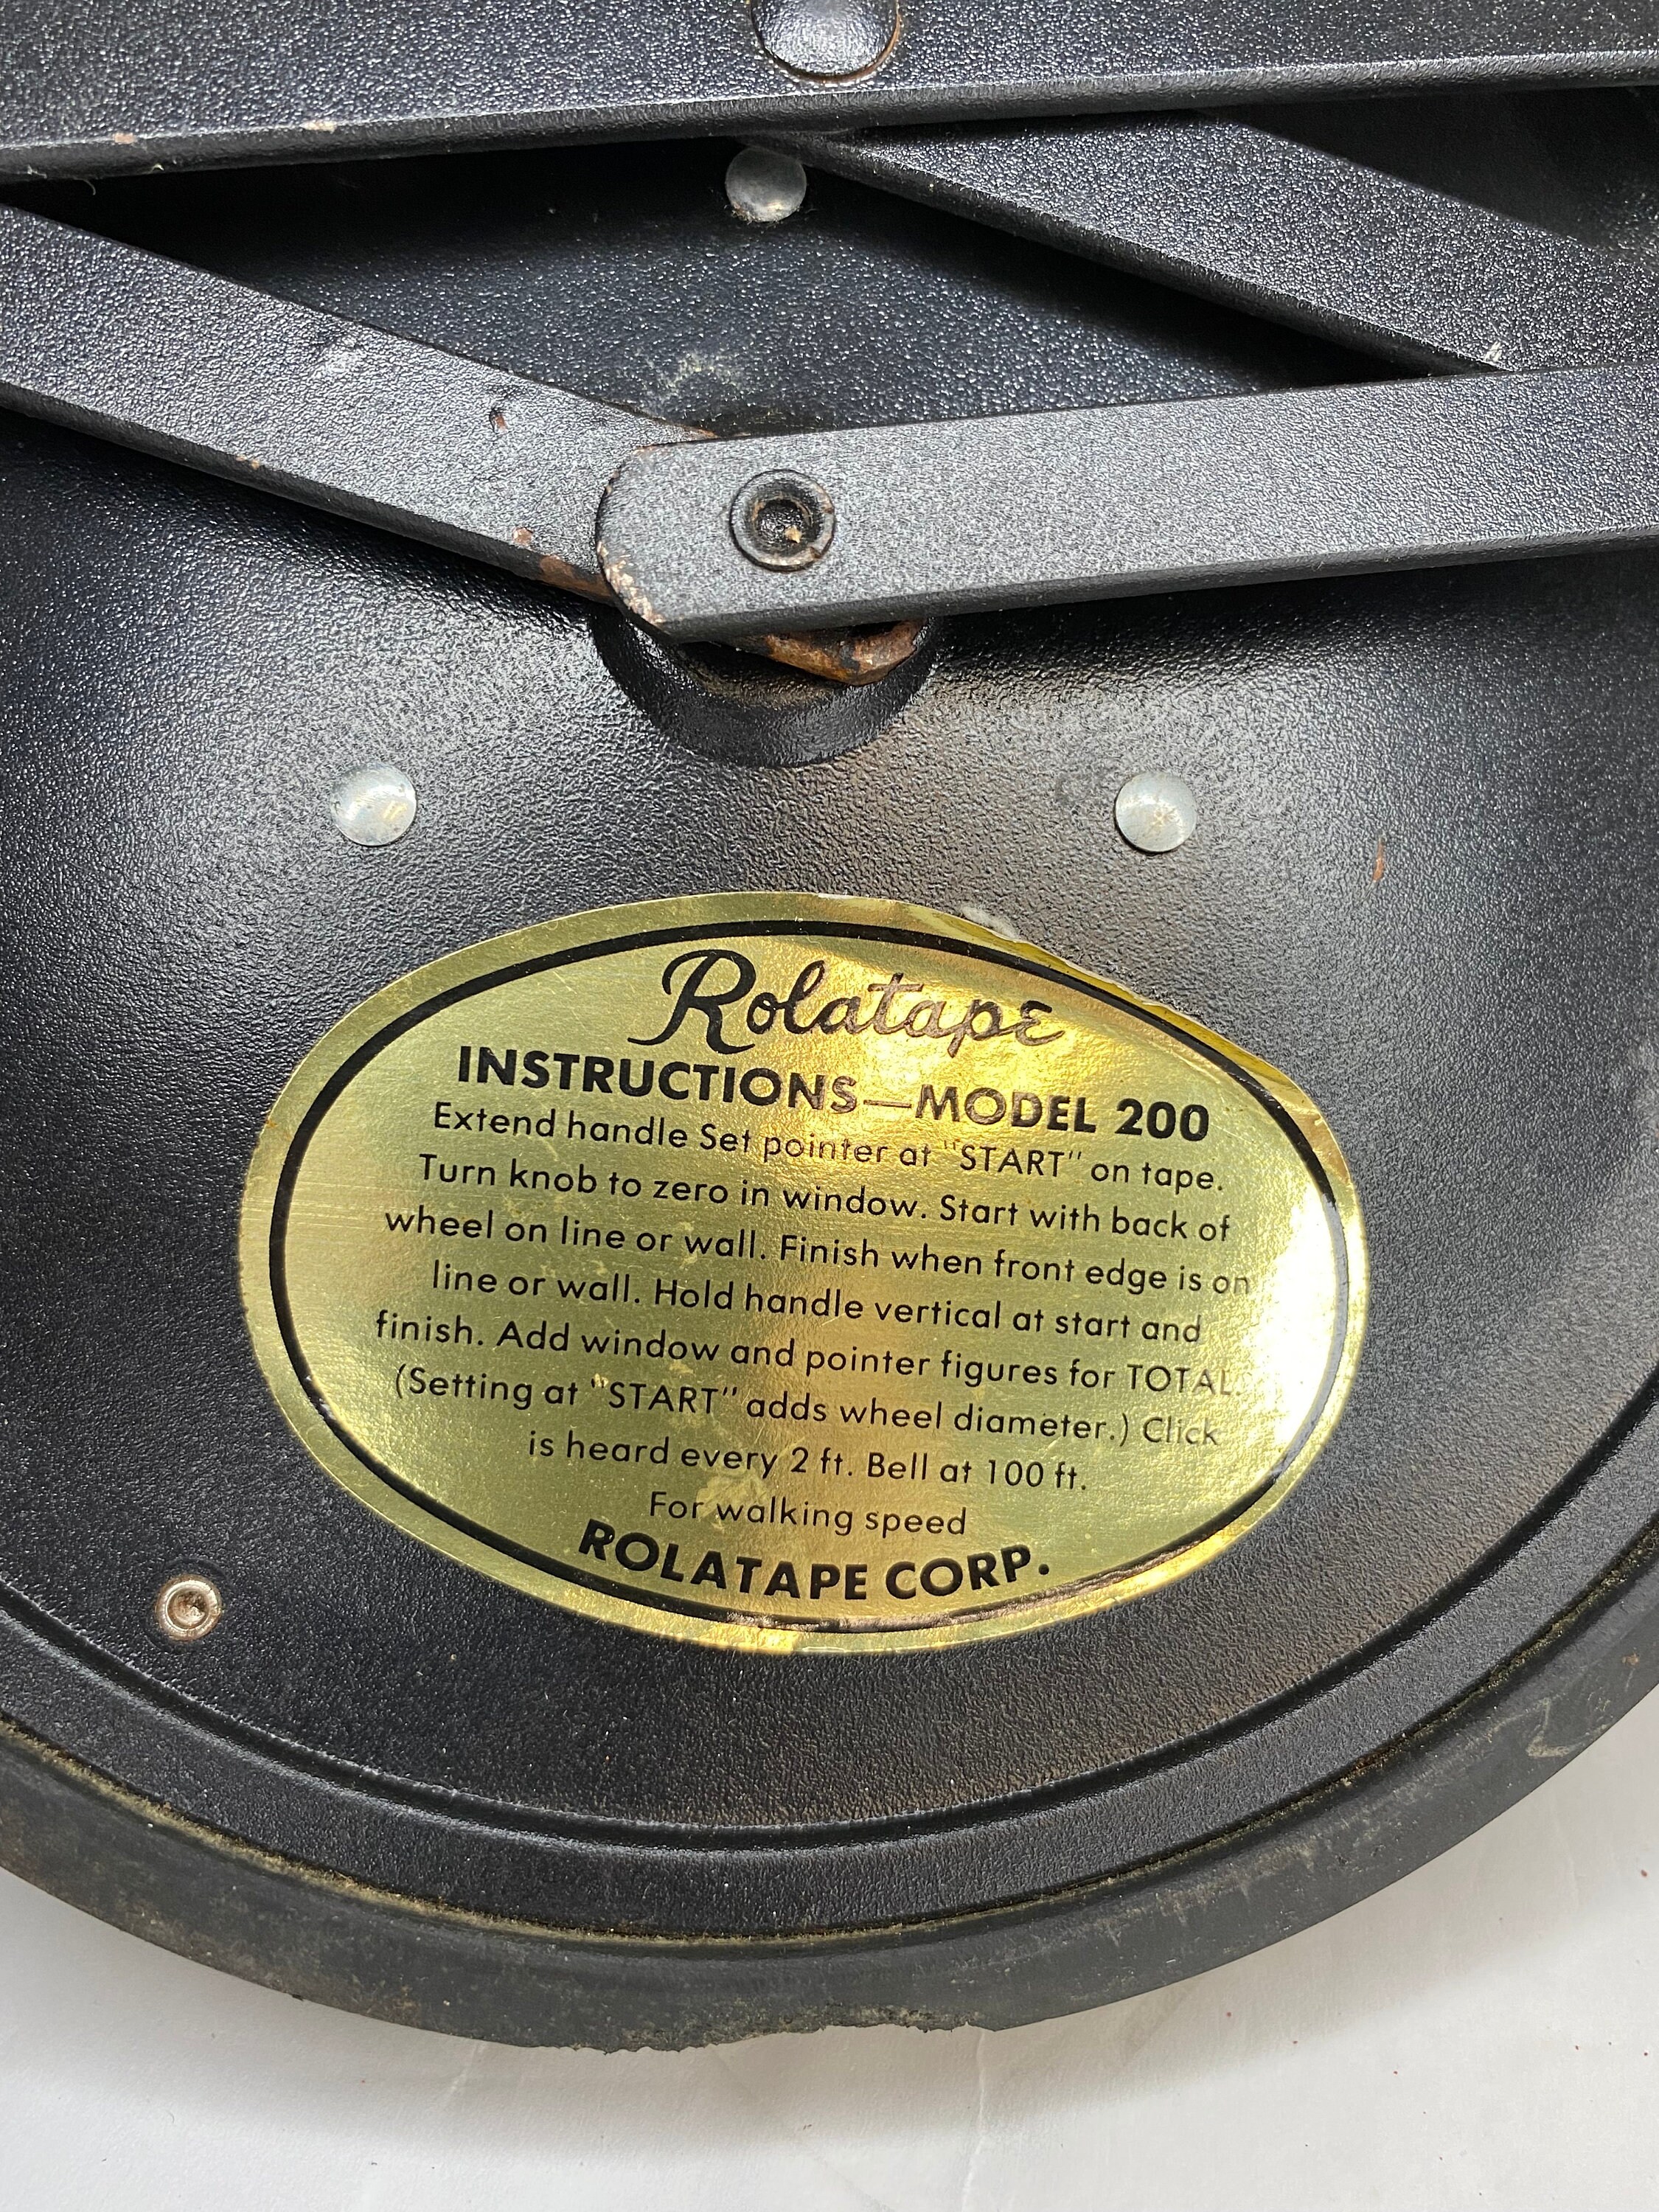 Rolatape
INSTRUCTIONS—MODEL 200
Extend handle Set pointer at "START" on tape.
Turn knob to zero in window. Start with back of
wheel on line or wall. Finish when front edge is on
line or wall. Hold handle vertical at start and
finish. Add window and pointer figures for TOTAL.
(Setting at "START" adds wheel diameter.) Click
is heard every 2 ft. Bell at 100 ft.
For walking speed
ROLATAPE CORP.